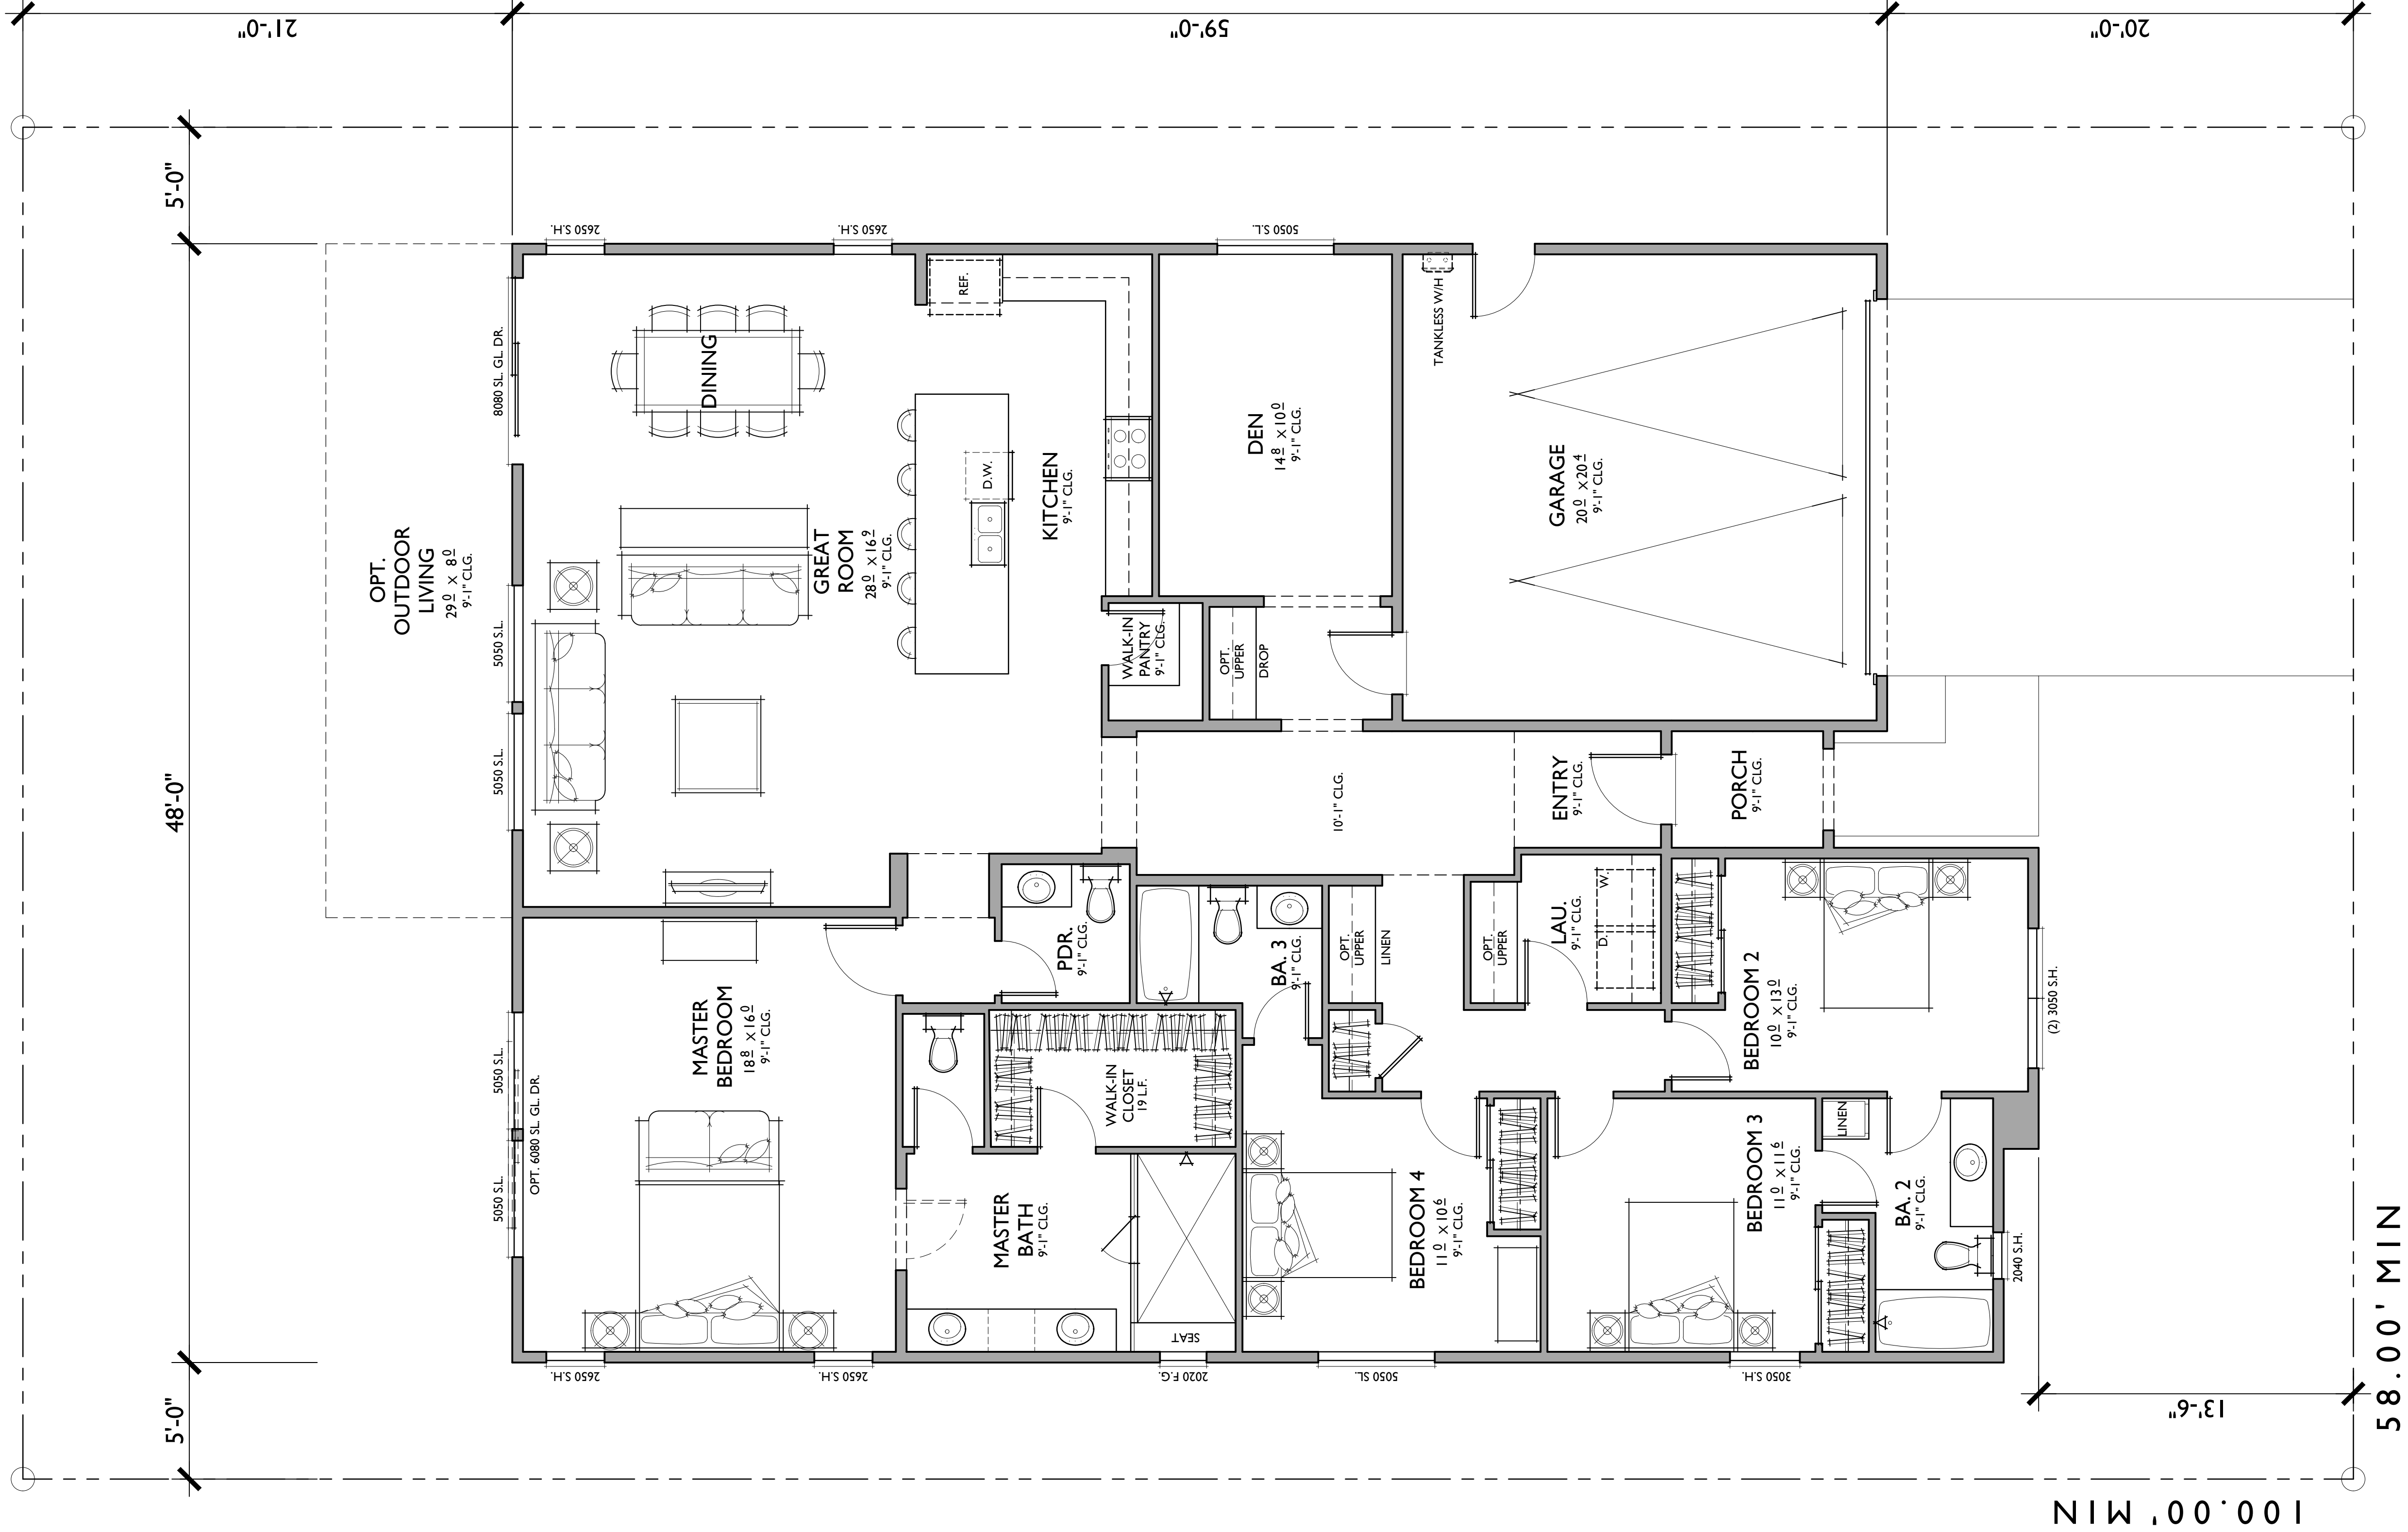 21'-0"
59'-0"
20'-0"
5'-0"
48'-0"
5'-0"
13'-6"
58.00' MIN
100.00' MIN
OPT.
OUTDOOR
LIVING
29⁰ X 8⁰
9'-1" CLG.
2650 S.H.
2650 S.H.
5050 S.L.
8080 SL. GL. DR.
5050 S.L.
5050 S.L.
5050 S.L.
5050 S.L.
OPT. 6080 SL. GL. DR.
DINING
GREAT
ROOM
28⁰ X 16⁹
9'-1" CLG.
REF.
D.W.
KITCHEN
9'-1" CLG.
WALK-IN
PANTRY
9'-1" CLG.
OPT.
UPPER
DROP
DEN
14⁸ X 10⁰
9'-1" CLG.
TANKLESS W/H
GARAGE
20⁰ X 20⁴
9'-1" CLG.
10'-1" CLG.
ENTRY
9'-1" CLG.
PORCH
9'-1" CLG.
MASTER
BEDROOM
18⁸ X 16⁰
9'-1" CLG.
PDR.
9'-1" CLG.
BA. 3
9'-1" CLG.
OPT.
UPPER
LINEN
OPT.
UPPER
LAU.
9'-1" CLG.
W.
D.
BEDROOM 2
10⁰ X 13⁰
9'-1" CLG.
(2) 3050 S.H.
WALK-IN
CLOSET
19 L.F.
MASTER
BATH
9'-1" CLG.
SEAT
BEDROOM 4
11⁰ X 10⁶
9'-1" CLG.
BEDROOM 3
11⁰ X 11⁶
9'-1" CLG.
LINEN
BA. 2
9'-1" CLG.
2040 S.H.
2650 S.H.
2650 S.H.
2020 F.G.
5050 SL.
3050 S.H.